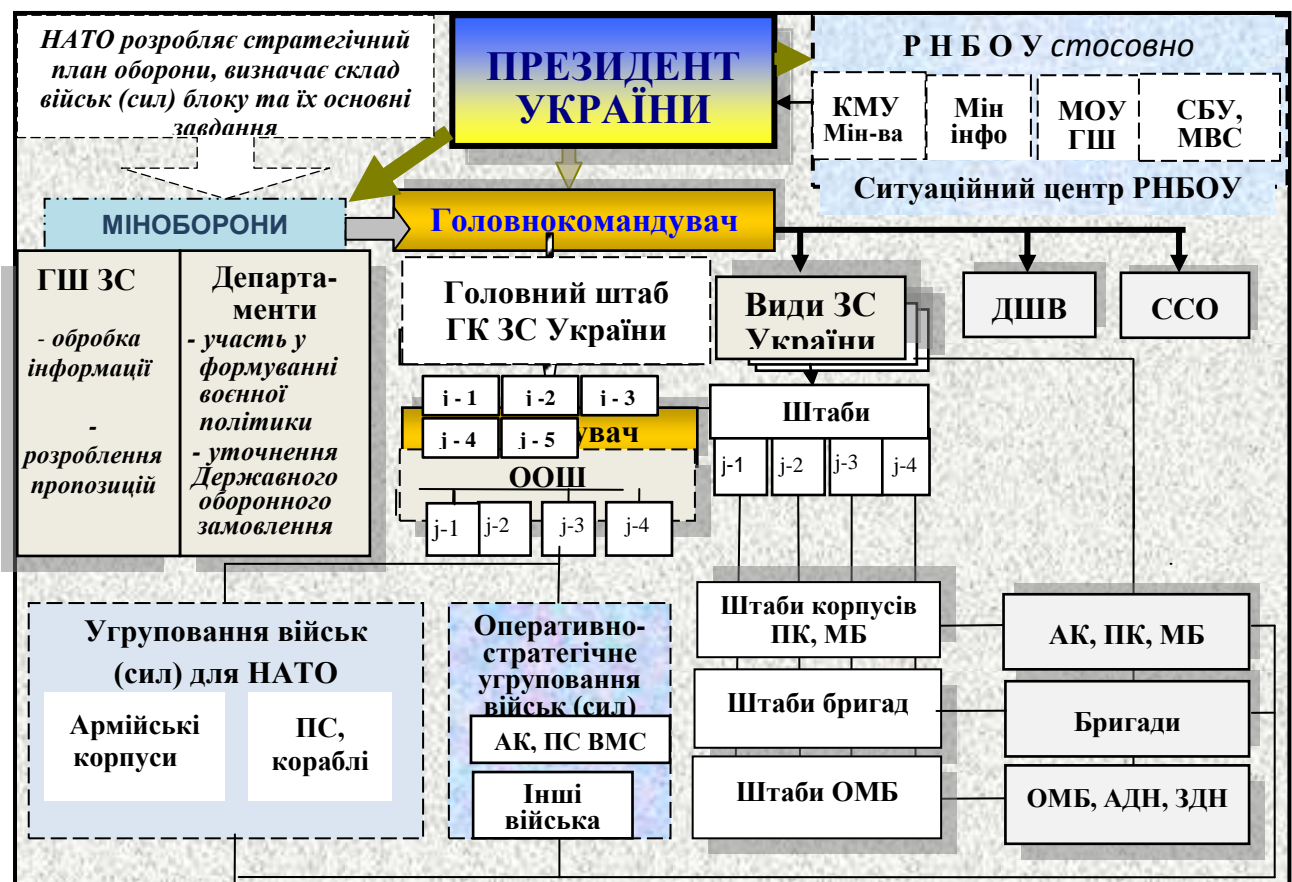 НАТО розробляє стратегічний
план оборони, визначає склад
військ (сил) блоку та їх основні
завдання
ПРЕЗИДЕНТ
УКРАЇНИ
Р Н Б О У стосовно
КМУ
Мін-ва
Мін
інфо
МОУ
ГШ
СБУ,
МВС
Ситуаційний центр РНБОУ
МІНОБОРОНИ
Головнокомандувач
ГШ ЗС
- обробка
інформації
-
розроблення
пропозицій
Департа-
менти
- участь у
формуванні
воєнної
політики
- уточнення
Державного
оборонного
замовлення
Головний штаб
ГК ЗС України
Види ЗС
України
ДШВ
ССО
j - 1
j -2
j - 3
j - 4
j - 5
увач
ООШ
j-1
j-2
j-3
j-4
Штаби
j-1
j-2
j-3
j-4
Угруповання військ
(сил) для НАТО
Армійські
корпуси
ПС,
кораблі
Оперативно-
стратегічне
угруповання
військ (сил)
АК, ПС ВМС
Інші
війська
Штаби корпусів
ПК, МБ
Штаби бригад
Штаби ОМБ
АК, ПК, МБ
Бригади
ОМБ, АДН, ЗДН